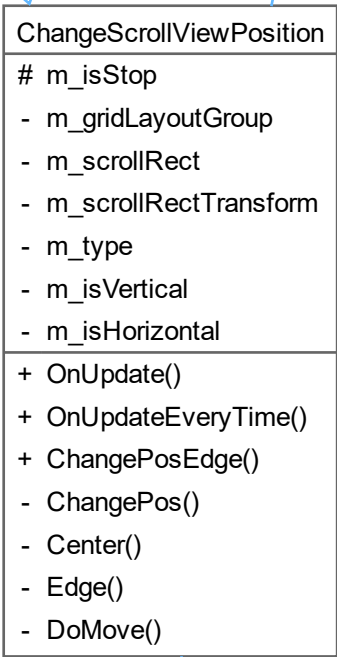 ChangeScrollViewPosition
# m_isStop
- m_gridLayoutGroup
- m_scrollRect
- m_scrollRectTransform
- m_type
- m_isVertical
- m_isHorizontal
+ OnUpdate()
+ OnUpdateEveryTime()
+ ChangePosEdge()
- ChangePos()
- Center()
- Edge()
- DoMove()